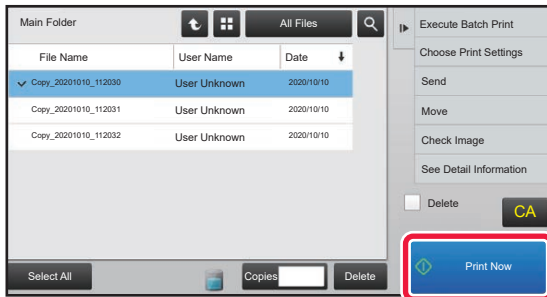 Main Folder
All Files
File Name User Name Date
Copy_20201010_112030 User Unknown 2020/10/10
Copy_20201010_112031 User Unknown 2020/10/10
Copy_20201010_112032 User Unknown 2020/10/10
Select All
Copies
Delete
Execute Batch Print
Choose Print Settings
Send
Move
Check Image
See Detail Information
Delete
CA
Print Now